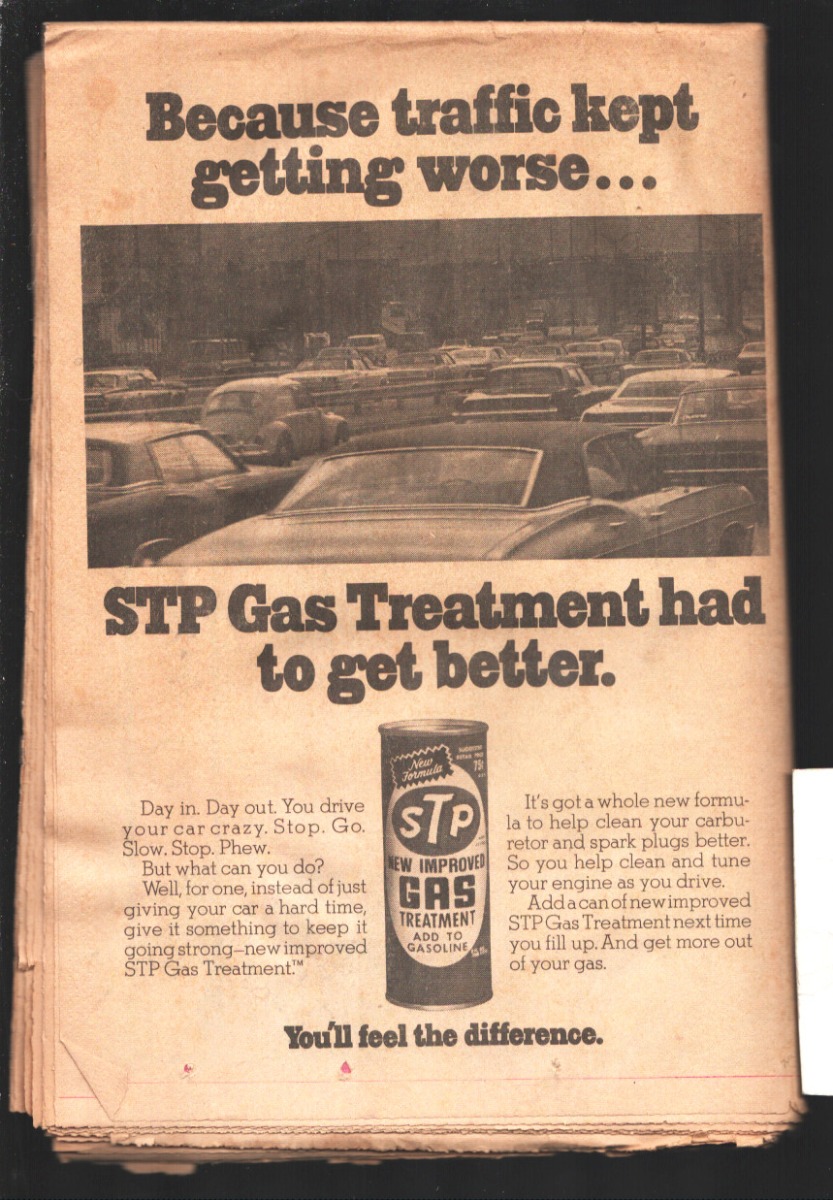 Because traffic kept
getting worse...
STP Gas Treatment had
to get better.
Day in. Day out. You drive
your car crazy. Stop. Go.
Slow. Stop. Phew.
But what can you do?
Well, for one, instead of just
giving your car a hard time,
give it something to keep it
going strong—new improved
STP Gas Treatment.™
New
Formula
SUGGESTED
RETAIL PRICE
75¢
STP
NEW IMPROVED
GAS
TREATMENT
ADD TO
GASOLINE
It's got a whole new formu-
la to help clean your carbu-
retor and spark plugs better.
So you help clean and tune
your engine as you drive.
Add a can of new improved
STP Gas Treatment next time
you fill up. And get more out
of your gas.
You'll feel the difference.